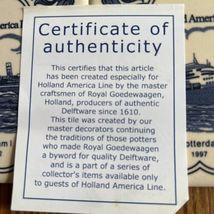 Certificate of
authenticity
This certifies that this article
has been created especially for
Holland America Line by the master
craftsmen of Royal Goedewaagen,
Holland, producers of authentic
Delftware since 1610.
This tile was created by our
master decorators continuing
the traditions of those potters
who made Royal Goedewaagen
a byword for quality Delftware,
and is a part of a series of
collector's items available only
to guests of Holland America Line.
1997